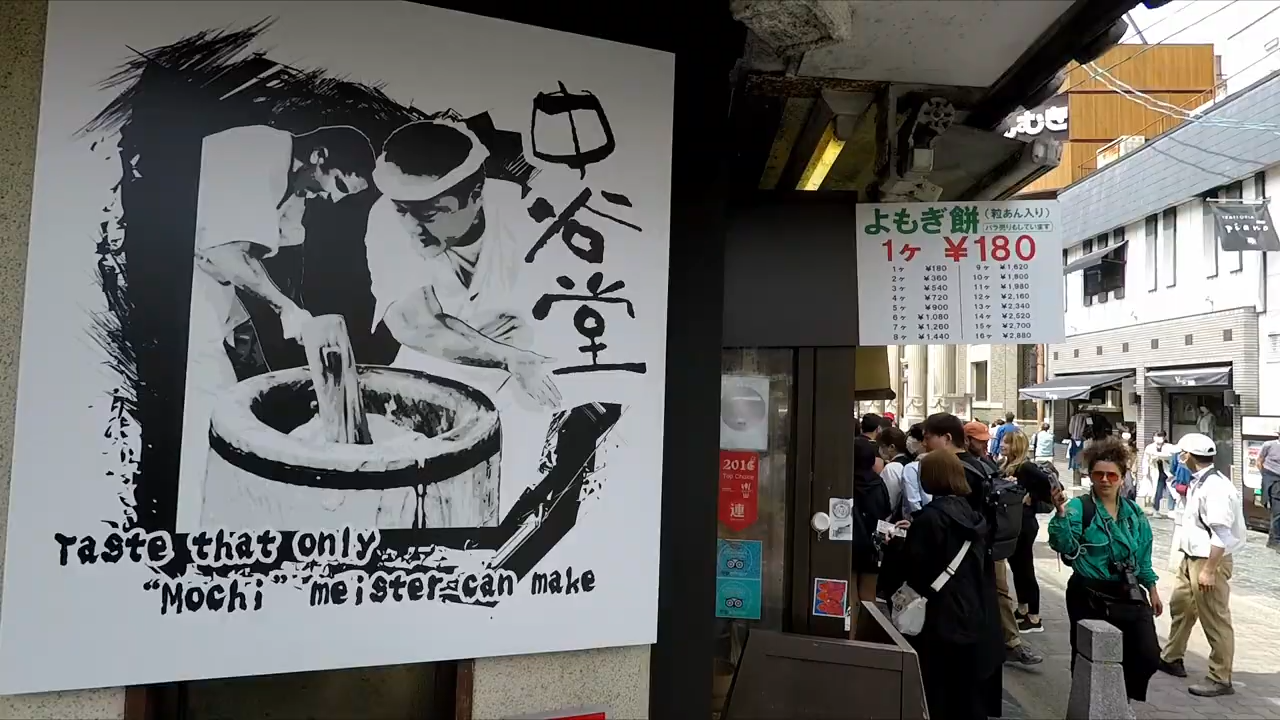 中谷堂
Taste that only
"Mochi" meister can make
よもぎ餅 (粒あん入り)
バラ売りもしています
1ヶ ¥180
1ヶ ¥180 9ヶ ¥1,620
2ヶ ¥360 10ヶ ¥1,800
3ヶ ¥540 11ヶ ¥1,980
4ヶ ¥720 12ヶ ¥2,160
5ヶ ¥900 13ヶ ¥2,340
6ヶ ¥1,080 14ヶ ¥2,520
7ヶ ¥1,260 15ヶ ¥2,700
8ヶ ¥1,440 16ヶ ¥2,880
むぎ
TRATTORIA
piano
2016
Top Choice
連